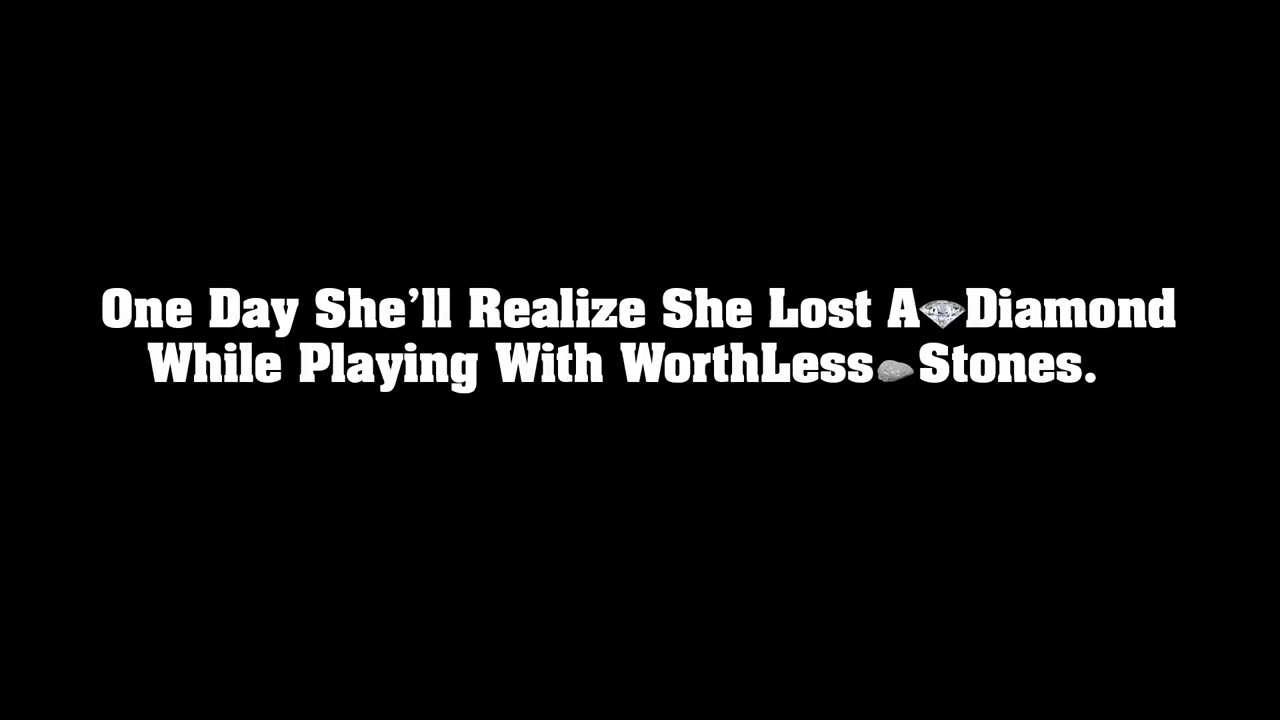 One Day She’ll Realize She Lost A💎Diamond
While Playing With WorthLess🪨Stones.